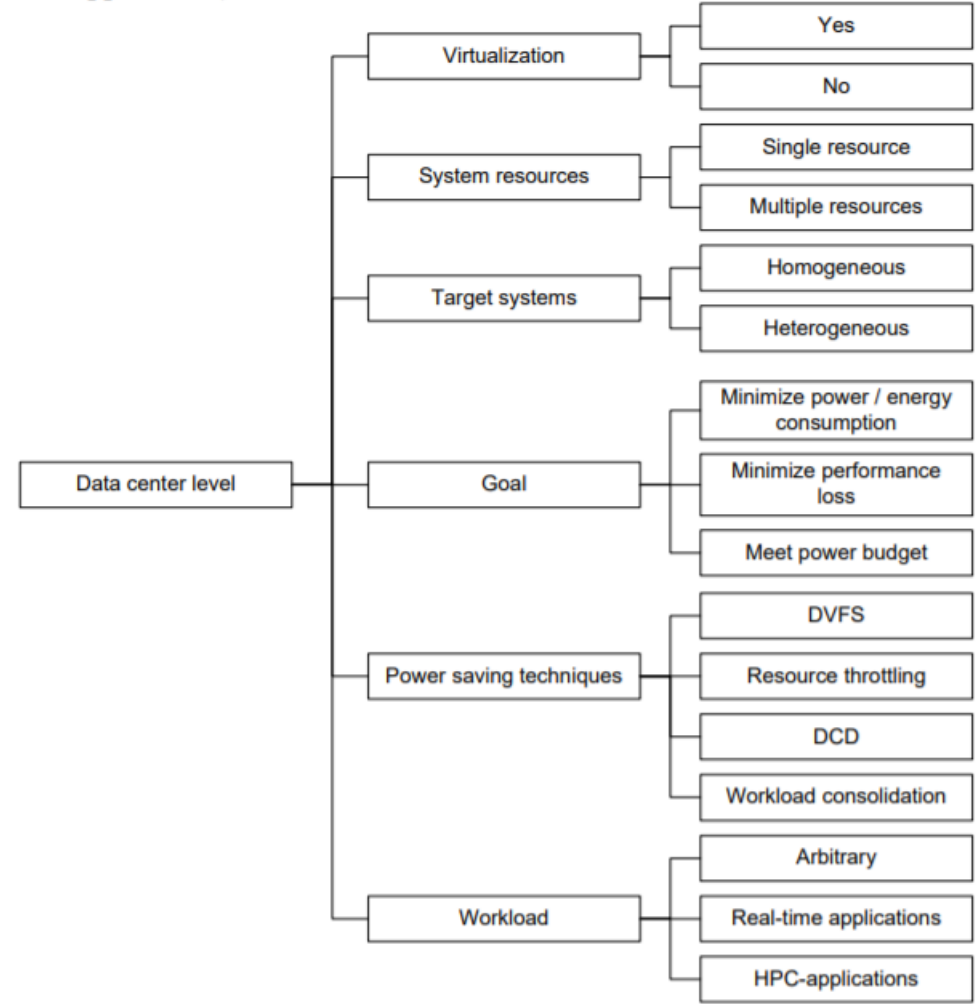 Data center level
Virtualization
Yes
No
System resources
Single resource
Multiple resources
Target systems
Homogeneous
Heterogeneous
Goal
Minimize power / energy
consumption
Minimize performance
loss
Meet power budget
Power saving techniques
DVFS
Resource throttling
DCD
Workload consolidation
Workload
Arbitrary
Real-time applications
HPC-applications